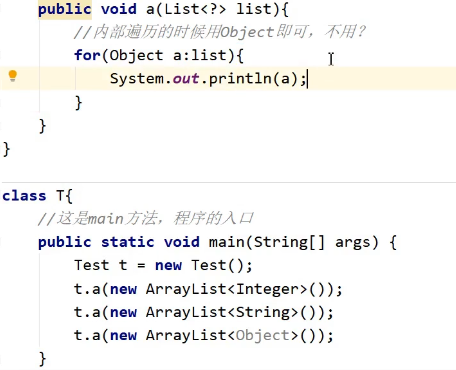 public void a(List<?> list){
//内部遍历的时候用Object即可，不用？
for(Object a:list){
System.out.println(a);
}
}
}
class T{
//这是main方法，程序的入口
public static void main(String[] args) {
Test t = new Test();
t.a(new ArrayList<Integer>());
t.a(new ArrayList<String>());
t.a(new ArrayList<Object>());
}